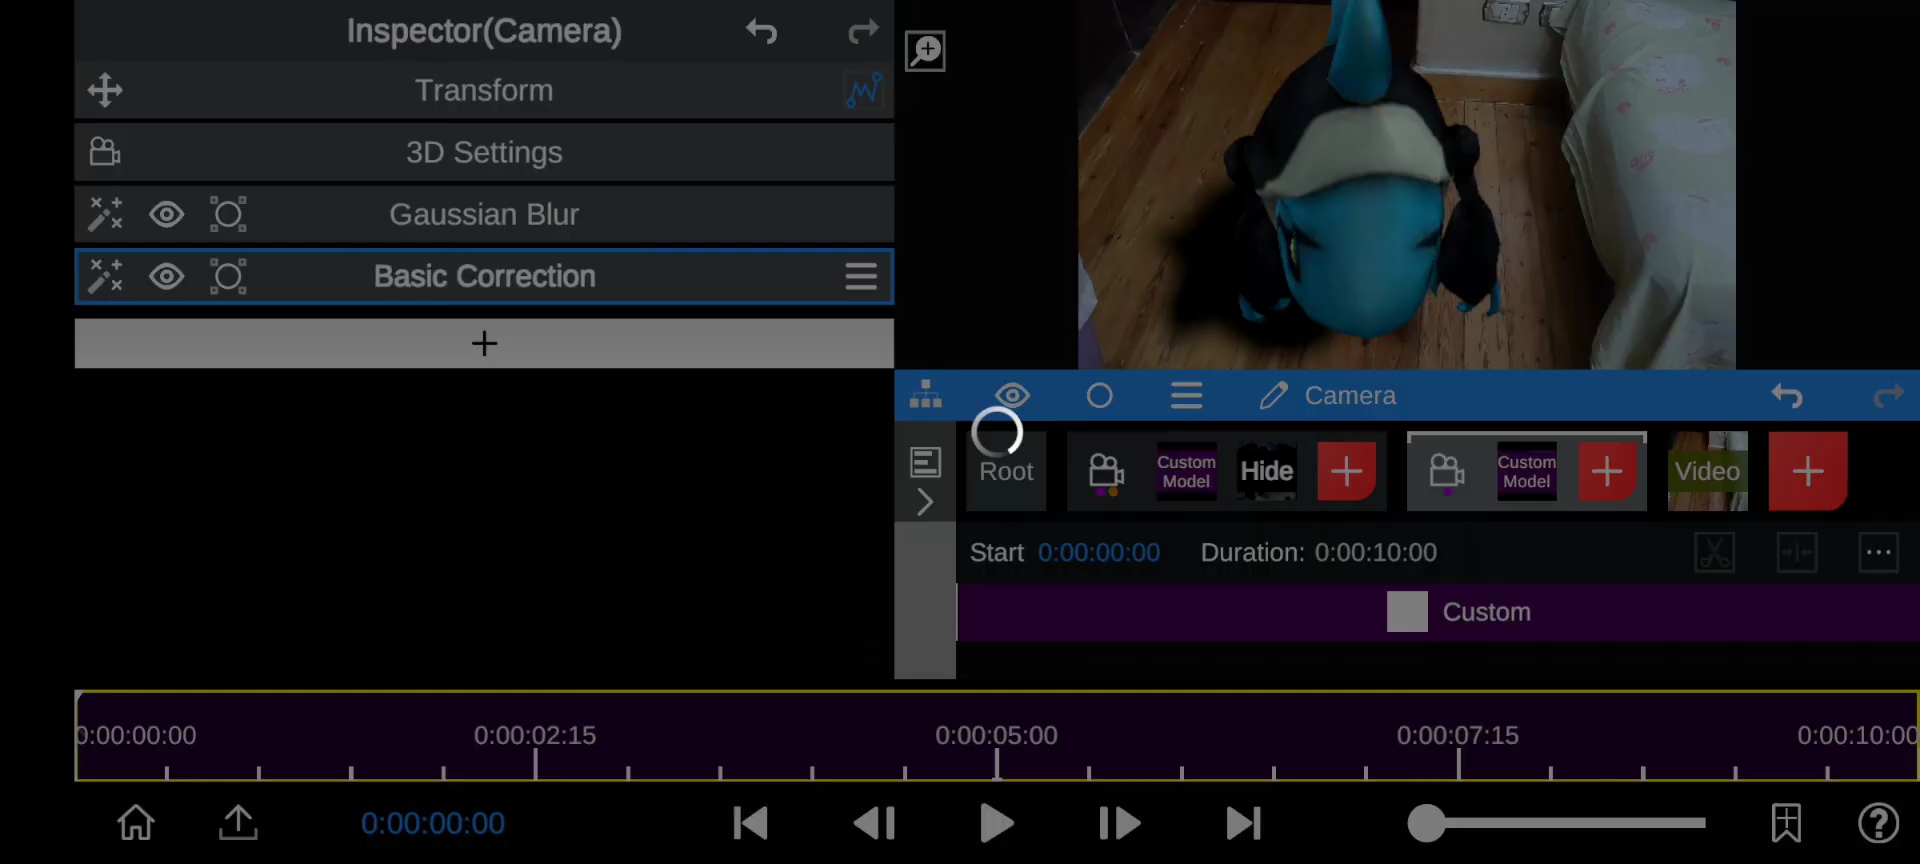 Inspector(Camera)
Transform
3D Settings
Gaussian Blur
Basic Correction
Camera
Root
Custom
Model
Hide
Custom
Model
Video
Start 0:00:00:00 Duration: 0:00:10:00
Custom
0:00:00:00 0:00:02:15 0:00:05:00 0:00:07:15 0:00:10:00
0:00:00:00